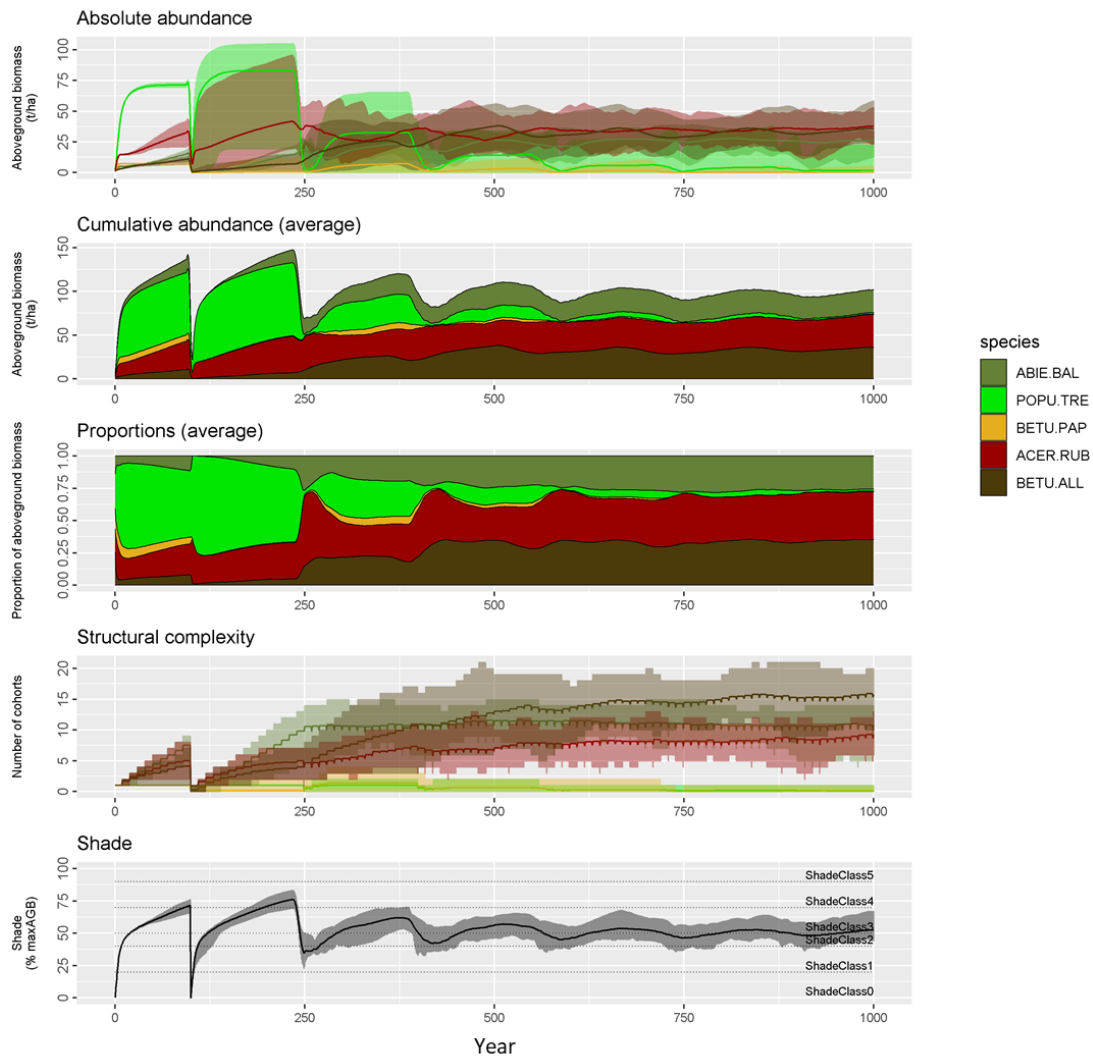 Absolute abundance
Aboveground biomass
(t/ha)
100
75
50
25
0
0
250
500
750
1000
Cumulative abundance (average)
Aboveground biomass
(t/ha)
150
100
50
0
0
250
500
750
1000
Proportions (average)
Proportion of aboveground biomass
1.00
0.75
0.50
0.25
0.00
0
250
500
750
1000
Structural complexity
Number of cohorts
20
15
10
5
0
0
250
500
750
1000
Shade
Shade
(% maxAGB)
100
75
50
25
0
ShadeClass5
ShadeClass4
ShadeClass3
ShadeClass2
ShadeClass1
ShadeClass0
0
250
500
750
1000
Year
species
ABIE.BAL
POPU.TRE
BETU.PAP
ACER.RUB
BETU.ALL